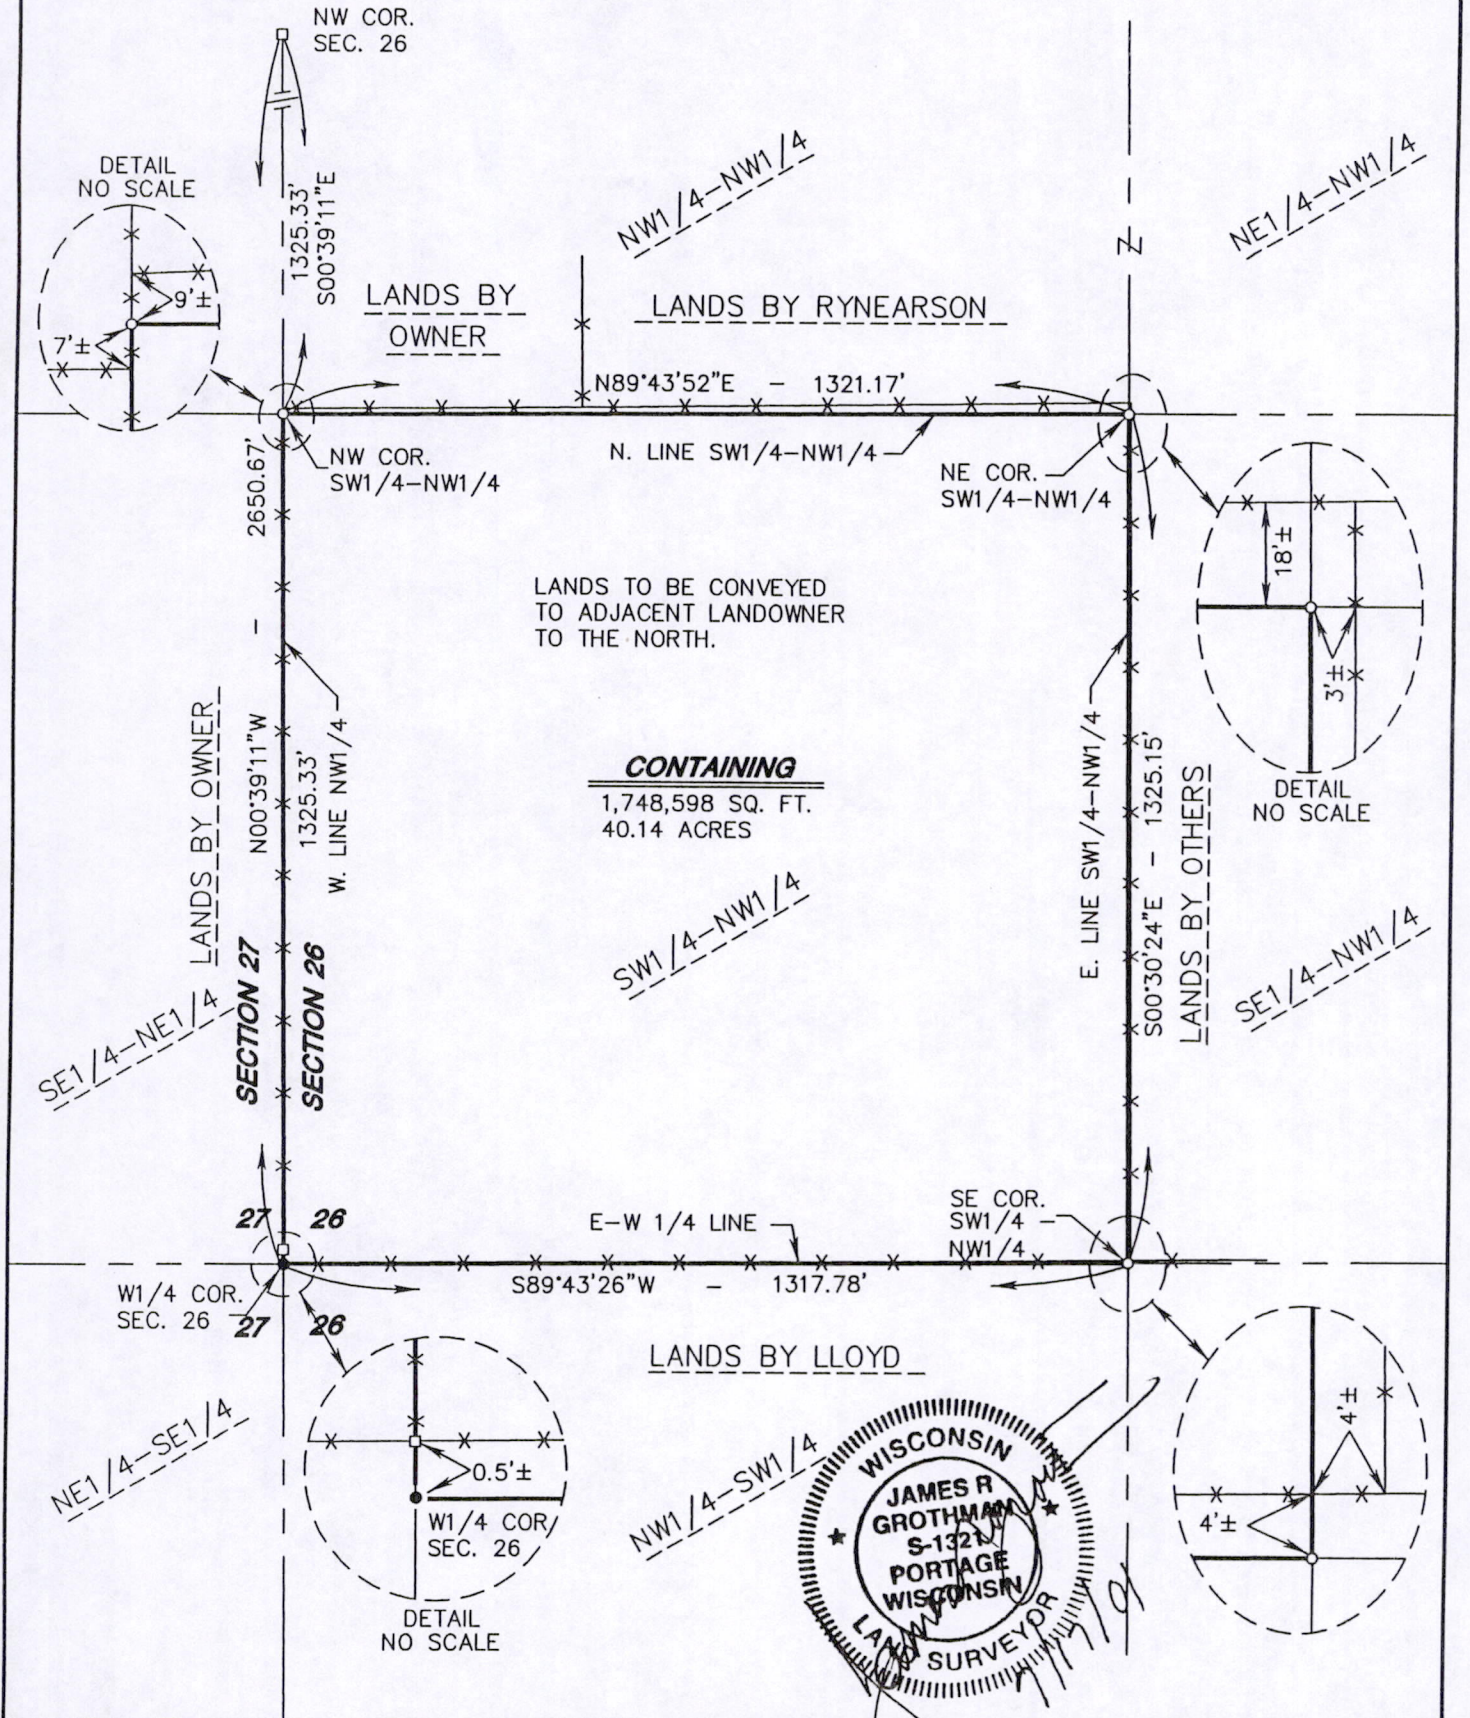 NW COR.
SEC. 26
DETAIL
NO SCALE
9'±
7'±
1325.33'
S00°39'11"E
NW1/4-NW1/4
NE1/4-NW1/4
N
LANDS BY
OWNER
LANDS BY RYNEARSON
N89°43'52"E - 1321.17'
N. LINE SW1/4-NW1/4
NW COR.
SW1/4-NW1/4
NE COR.
SW1/4-NW1/4
18'±
3'±
DETAIL
NO SCALE
LANDS TO BE CONVEYED
TO ADJACENT LANDOWNER
TO THE NORTH.
CONTAINING
1,748,598 SQ. FT.
40.14 ACRES
SW1/4-NW1/4
LANDS BY OWNER
N00°39'11"W - 2650.67'
1325.33'
W. LINE NW1/4
SECTION 27
SECTION 26
SE1/4-NE1/4
E. LINE SW1/4-NW1/4
S00°30'24"E - 1325.15'
LANDS BY OTHERS
SE1/4-NW1/4
27 26
E-W 1/4 LINE
SE COR.
SW1/4 -
NW1/4
S89°43'26"W - 1317.78'
W1/4 COR.
SEC. 26
27 26
LANDS BY LLOYD
NE1/4-SE1/4
0.5'±
W1/4 COR.
SEC. 26
DETAIL
NO SCALE
NW1/4-SW1/4
WISCONSIN
JAMES R
GROTHMAN
S-1321
PORTAGE
WISCONSIN
LAND SURVEYOR
4'±
4'±